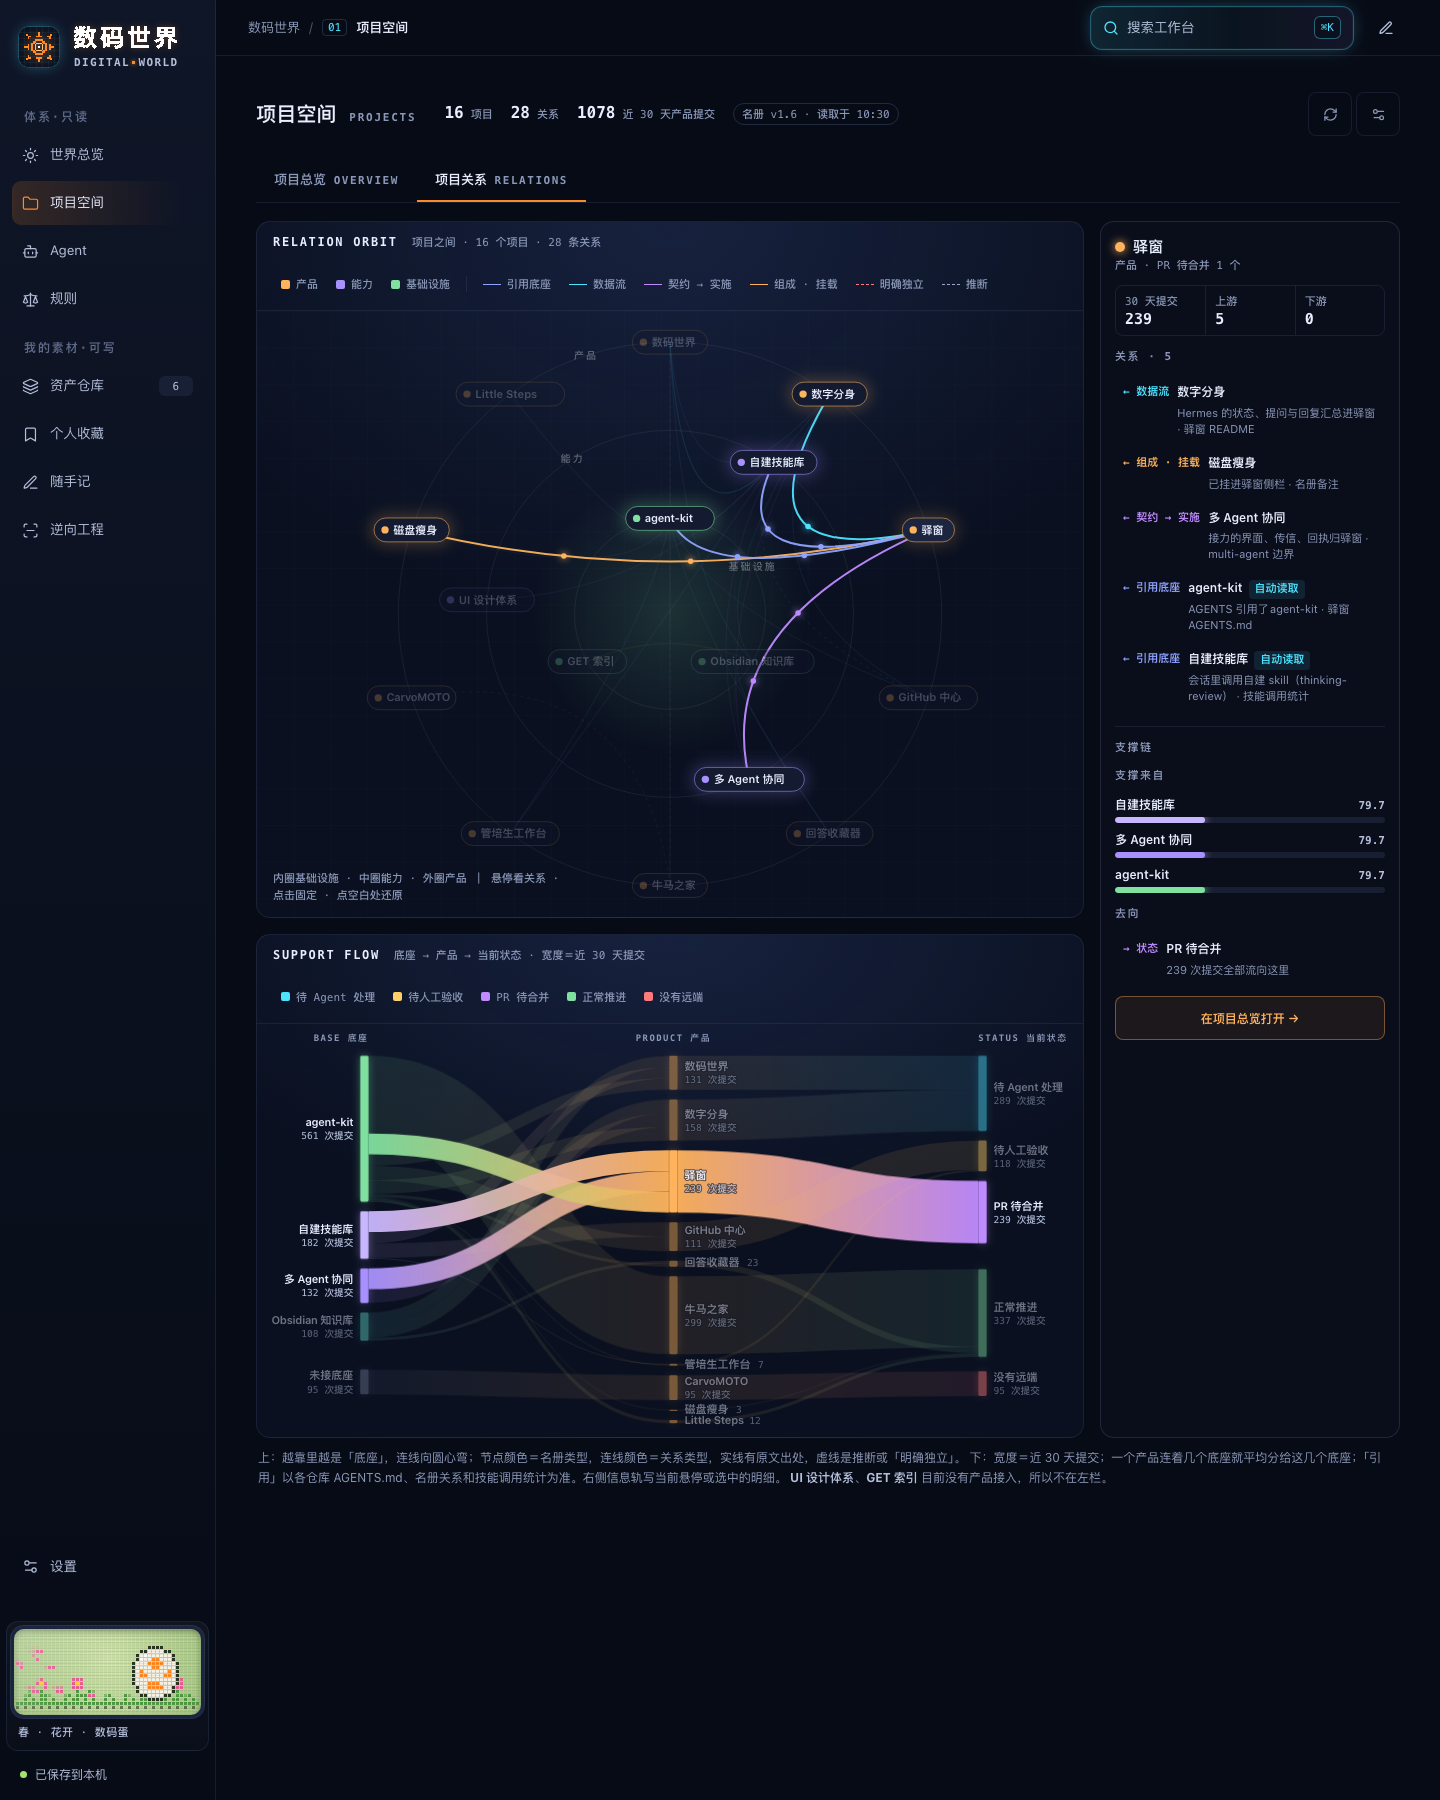 数码世界
DIGITAL WORLD
体系·只读
世界总览
项目空间
Agent
规则
我的素材·可写
资产仓库 6
个人收藏
随手记
逆向工程
设置
春 · 花开 · 数码蛋
已保存到本机
数码世界 / 01 项目空间
搜索工作台 ⌘K
项目空间 PROJECTS 16 项目 28 关系 1078 近 30 天产品提交 名册 v1.6 · 读取于 10:30
项目总览 OVERVIEW 项目关系 RELATIONS
RELATION ORBIT 项目之间 · 16 个项目 · 28 条关系
产品 能力 基础设施 引用底座 数据流 契约 → 实施 组成 · 挂载 明确独立 推断
数码世界
产品
Little Steps
数字分身
能力
自建技能库
agent-kit
磁盘瘦身
驿窗
基础设施
UI 设计体系
GET 索引
Obsidian 知识库
CarvoMOTO
GitHub 中心
多 Agent 协同
管培生工作台
回答收藏器
牛马之家
内圈基础设施 · 中圈能力 · 外圈产品 | 悬停看关系 ·
点击固定 · 点空白处还原
SUPPORT FLOW 底座 → 产品 → 当前状态 · 宽度＝近 30 天提交
待 Agent 处理 待人工验收 PR 待合并 正常推进 没有远端
BASE 底座 PRODUCT 产品 STATUS 当前状态
agent-kit
561 次提交
自建技能库
182 次提交
多 Agent 协同
132 次提交
Obsidian 知识库
108 次提交
未接底座
95 次提交
数码世界
131 次提交
数字分身
158 次提交
驿窗
239 次提交
GitHub 中心
111 次提交
回答收藏器 23
牛马之家
299 次提交
管培生工作台 7
CarvoMOTO
95 次提交
磁盘瘦身 3
Little Steps 12
待 Agent 处理
289 次提交
待人工验收
118 次提交
PR 待合并
239 次提交
正常推进
337 次提交
没有远端
95 次提交
驿窗
产品 · PR 待合并 1 个
30 天提交 上游 下游
239 5 0
关系 · 5
← 数据流 数字分身
Hermes 的状态、提问与回复汇总进驿窗
· 驿窗 README
← 组成 · 挂载 磁盘瘦身
已挂进驿窗侧栏 · 名册备注
← 契约 → 实施 多 Agent 协同
接力的界面、传信、回执归驿窗 ·
multi-agent 边界
← 引用底座 agent-kit 自动读取
AGENTS 引用了agent-kit · 驿窗
AGENTS.md
← 引用底座 自建技能库 自动读取
会话里调用自建 skill（thinking-
review） · 技能调用统计
支撑链
支撑来自
自建技能库 79.7
多 Agent 协同 79.7
agent-kit 79.7
去向
→ 状态 PR 待合并
239 次提交全部流向这里
在项目总览打开 →
上：越靠里越是「底座」，连线向圆心弯；节点颜色＝名册类型，连线颜色＝关系类型，实线有原文出处，虚线是推断或「明确独立」。 下：宽度＝近 30 天提交；一个产品连着几个底座就平均分给这几个底座；「引
用」以各仓库 AGENTS.md、名册关系和技能调用统计为准。右侧信息轨写当前悬停或选中的明细。 UI 设计体系、GET 索引 目前没有产品接入，所以不在左栏。